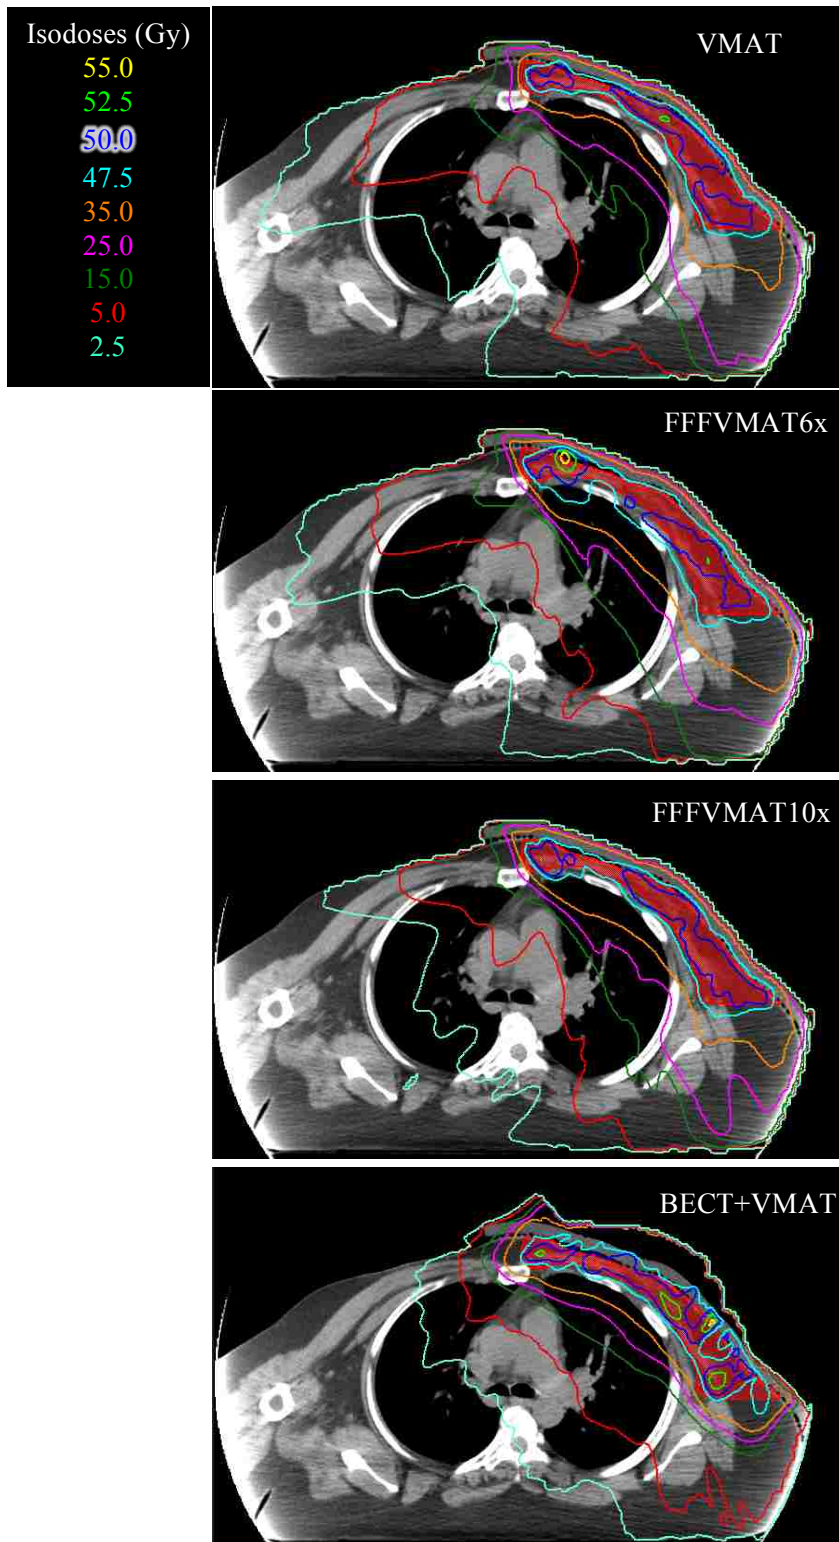 Isodoses (Gy)
55.0
52.5
50.0
47.5
35.0
25.0
15.0
5.0
2.5
VMAT
FFFVMAT6x
FFFVMAT10x
BECT+VMAT